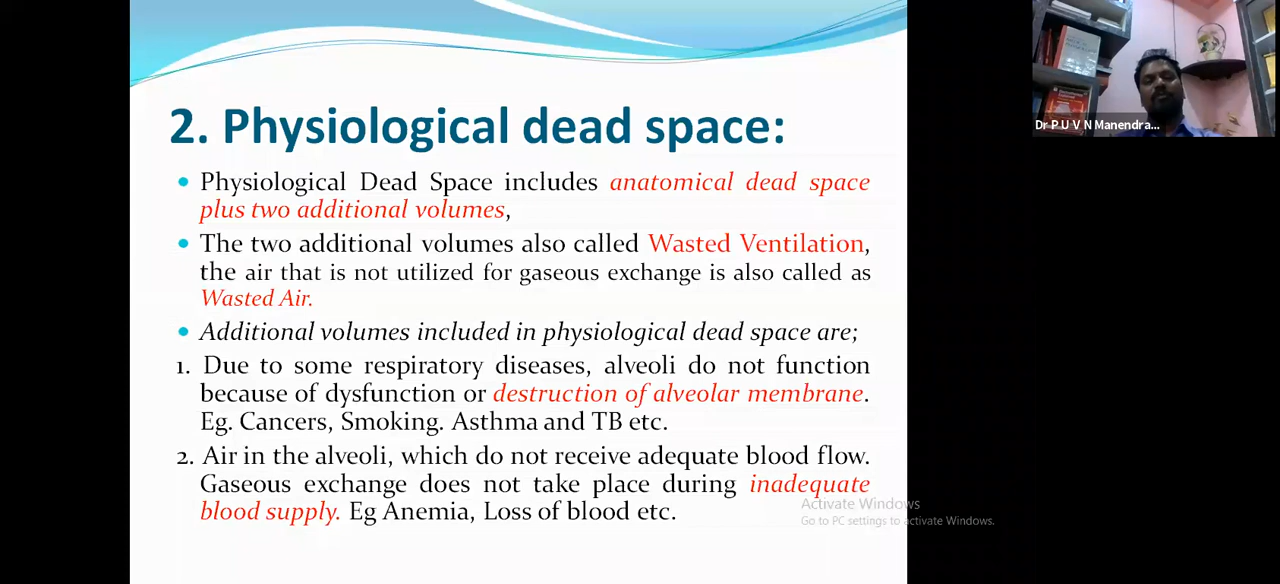 2. Physiological dead space:
• Physiological Dead Space includes anatomical dead space
plus two additional volumes,
• The two additional volumes also called Wasted Ventilation,
the air that is not utilized for gaseous exchange is also called as
Wasted Air.
• Additional volumes included in physiological dead space are;
1. Due to some respiratory diseases, alveoli do not function
because of dysfunction or destruction of alveolar membrane.
Eg. Cancers, Smoking. Asthma and TB etc.
2. Air in the alveoli, which do not receive adequate blood flow.
Gaseous exchange does not take place during inadequate
blood supply. Eg Anemia, Loss of blood etc.
Dr P U V N Manendra...
Activate Windows
Go to PC settings to activate Windows.